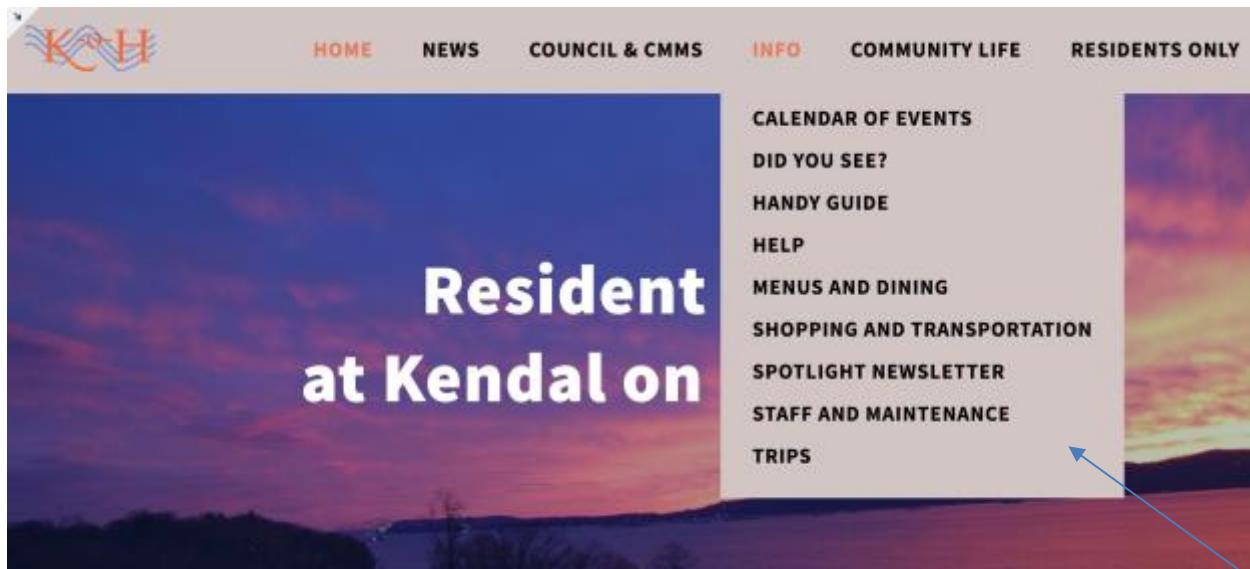 KoH HOME NEWS COUNCIL & CMMS INFO COMMUNITY LIFE RESIDENTS ONLY
CALENDAR OF EVENTS
DID YOU SEE?
HANDY GUIDE
HELP
MENUS AND DINING
SHOPPING AND TRANSPORTATION
SPOTLIGHT NEWSLETTER
STAFF AND MAINTENANCE
TRIPS
Resident
at Kendal on